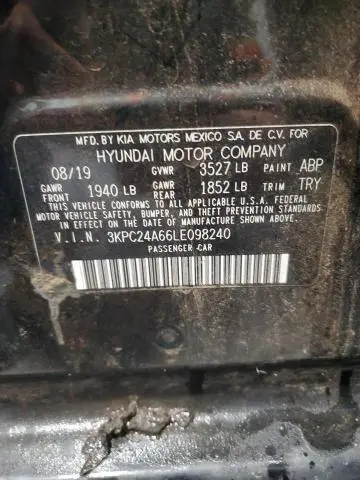 MFD.BY KIA MOTORS MEXICO S.A. DE C.V. FOR
HYUNDAI MOTOR COMPANY
08/19 GVWR 3527 LB PAINT ABP
GAWR FRONT 1940 LB GAWR REAR 1852 LB TRIM TRY
THIS VEHICLE CONFORMS TO ALL APPLICABLE U.S.A. FEDERAL
MOTOR VEHICLE SAFETY, BUMPER, AND THEFT PREVENTION
STANDARDS IN EFFECT ON THE DATE OF MANUFACTURE SHOWN ABOVE.
V.I.N. 3KPC24A66LE098240
PASSENGER CAR